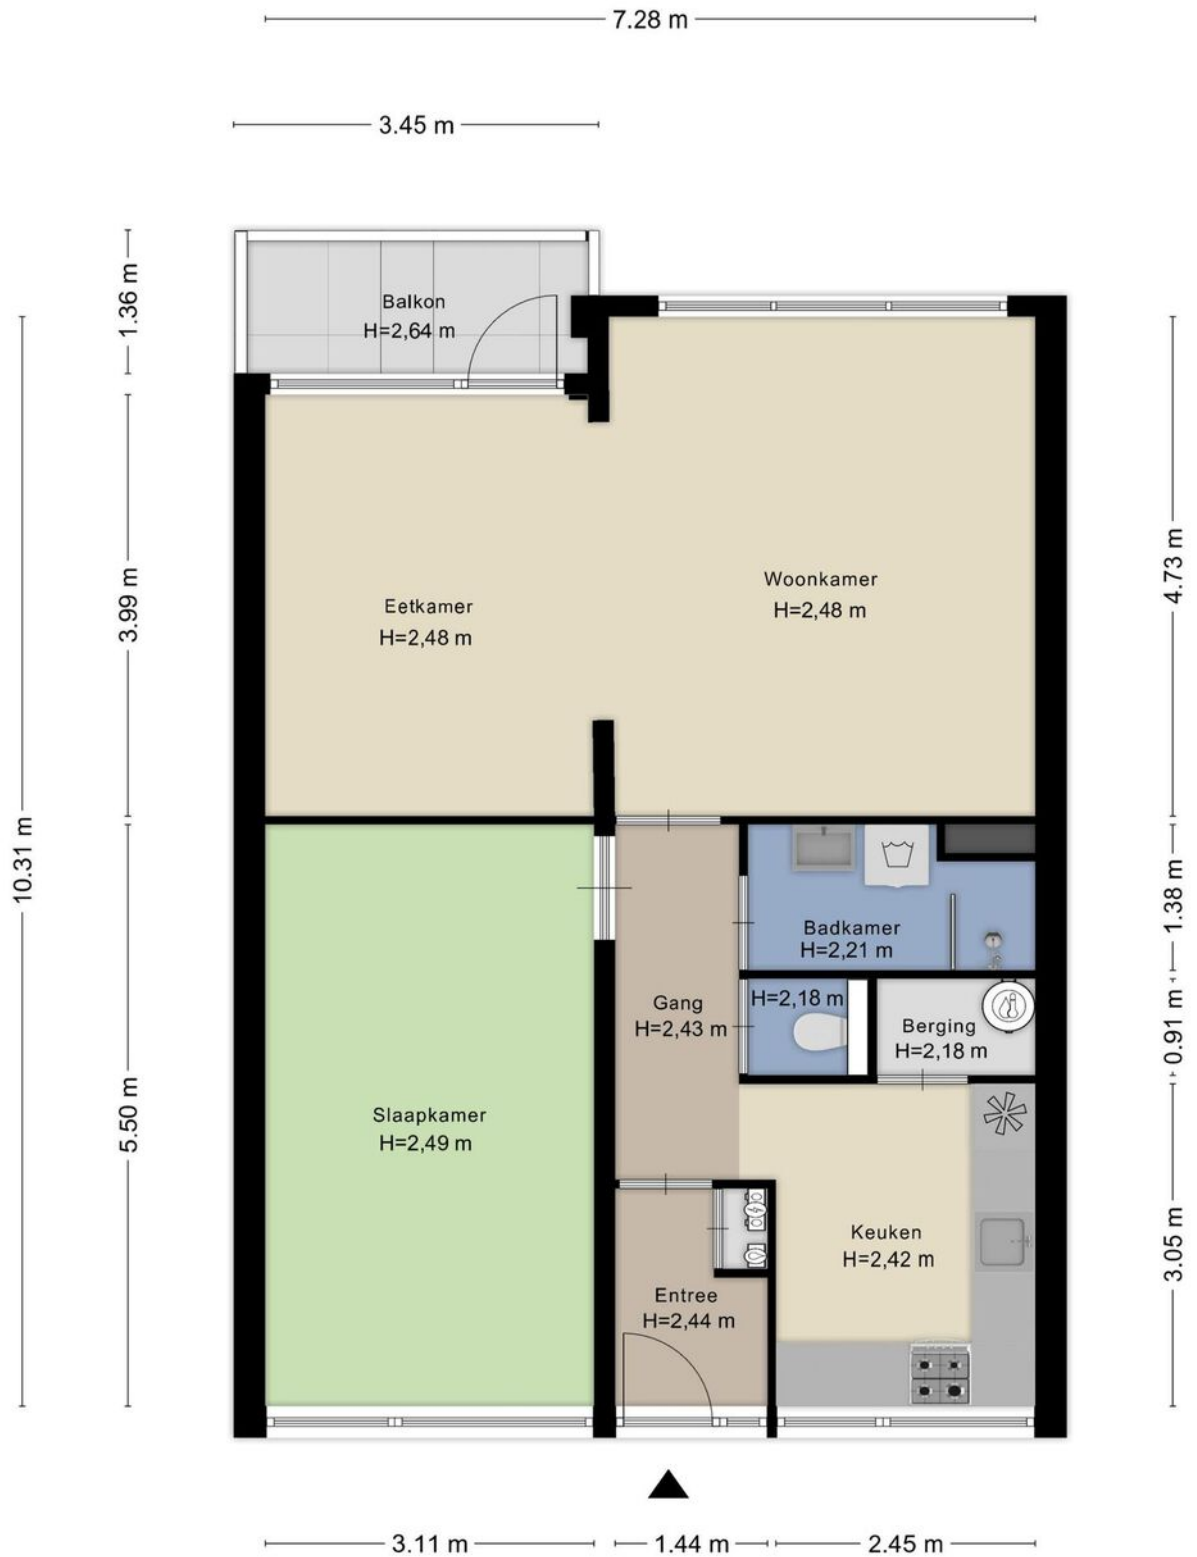 7.28 m
3.45 m
1.36 m
Balkon
H=2,64 m
3.99 m
4.73 m
Woonkamer
H=2,48 m
Eetkamer
H=2,48 m
10.31 m
1.38 m
Badkamer
H=2,21 m
H=2,18 m
0.91 m
Gang
H=2,43 m
Berging
H=2,18 m
5.50 m
Slaapkamer
H=2,49 m
3.05 m
Keuken
H=2,42 m
Entree
H=2,44 m
3.11 m
1.44 m
2.45 m